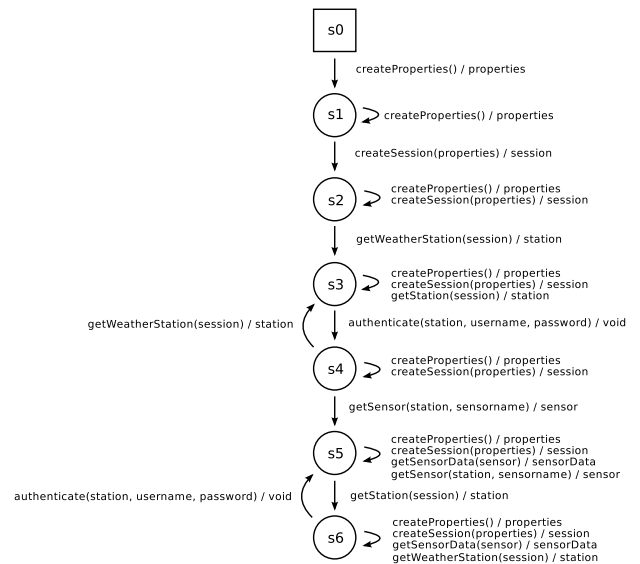 s0
createProperties() / properties
s1
createProperties() / properties
createSession(properties) / session
s2
createProperties() / properties
createSession(properties) / session
getWeatherStation(session) / station
s3
createProperties() / properties
createSession(properties) / session
getStation(session) / station
getWeatherStation(session) / station
authenticate(station, username, password) / void
s4
createProperties() / properties
createSession(properties) / session
getSensor(station, sensorname) / sensor
s5
createProperties() / properties
createSession(properties) / session
getSensorData(sensor) / sensorData
getSensor(station, sensorname) / sensor
authenticate(station, username, password) / void
getStation(session) / station
s6
createProperties() / properties
createSession(properties) / session
getSensorData(sensor) / sensorData
getWeatherStation(session) / station